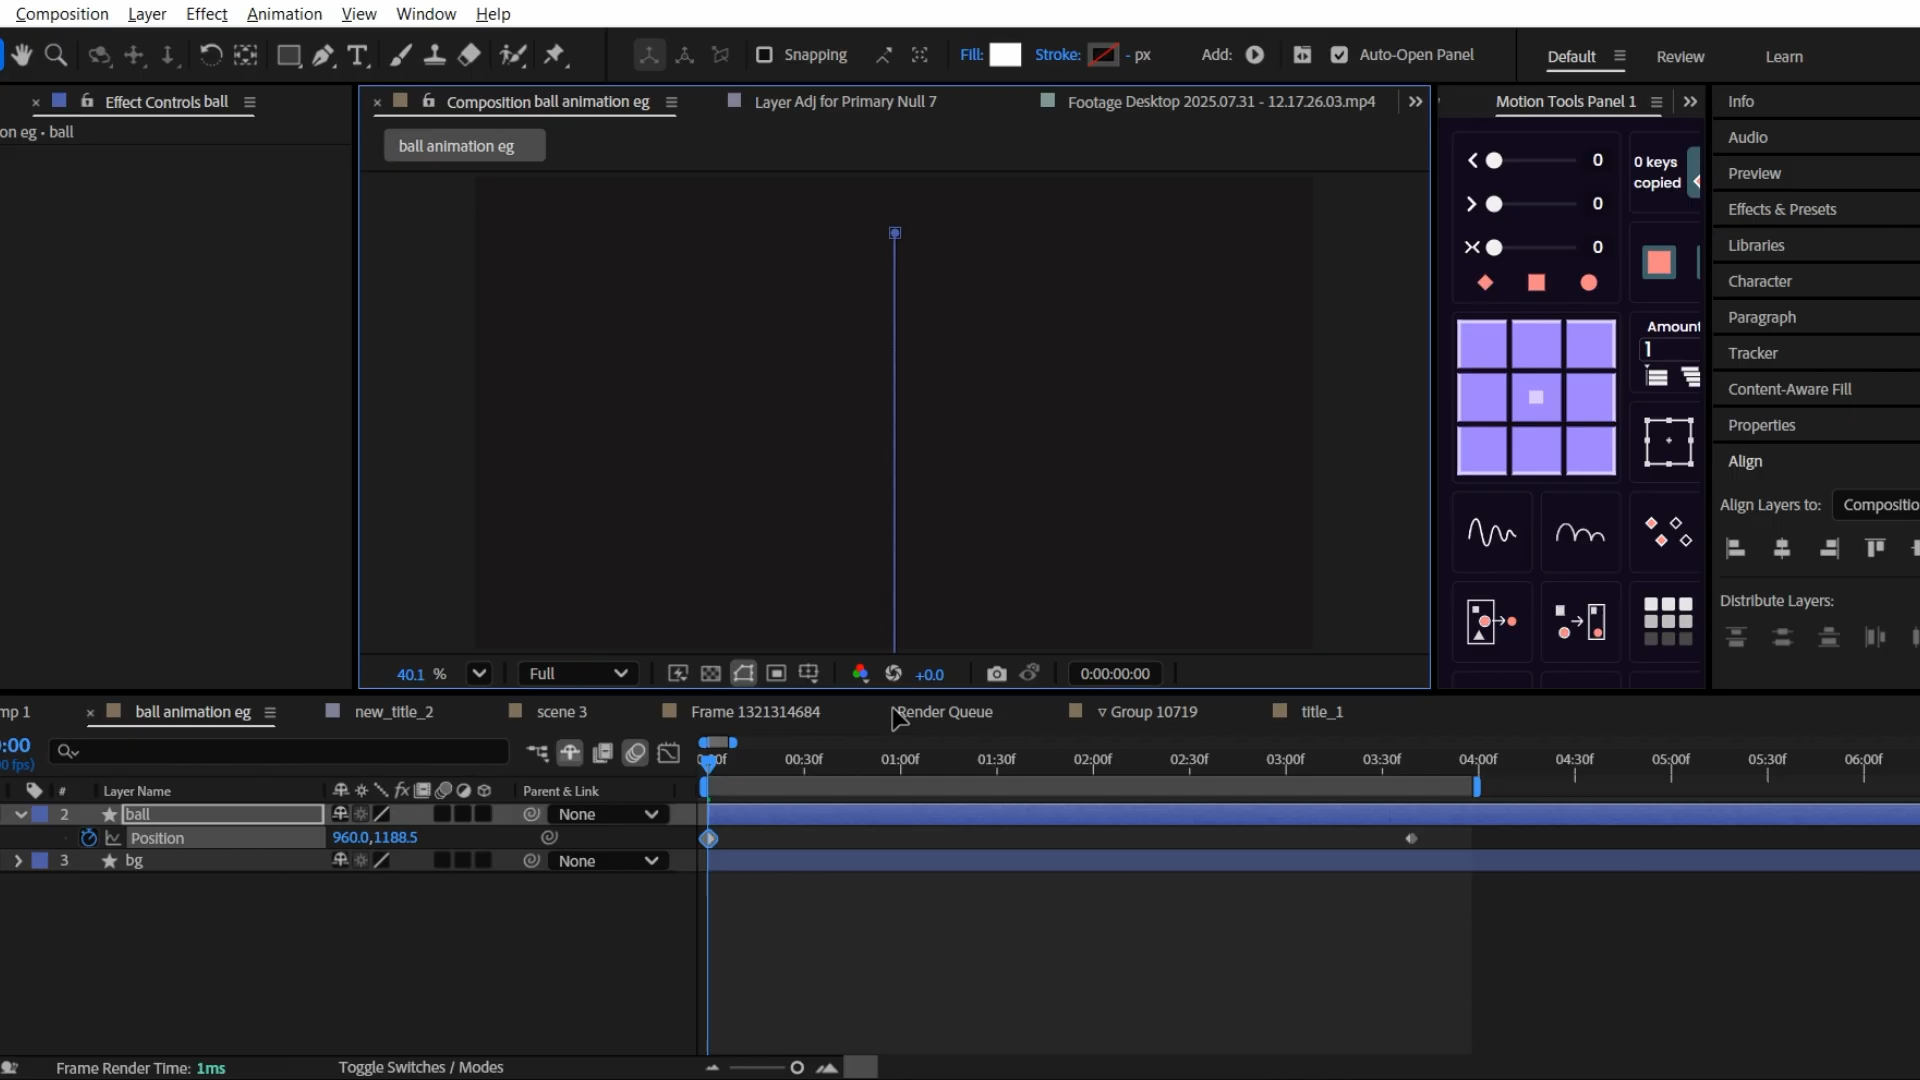 Composition Layer Effect Animation View Window Help
Snapping Fill: Stroke: - px Add: Auto-Open Panel Default Review Learn
Effect Controls ball
on eg • ball
Composition ball animation eg Layer Adj for Primary Null 7 Footage Desktop 2025.07.31 - 12.17.26.03.mp4
ball animation eg
Motion Tools Panel 1
0
0
0
0 keys
copied
Amount
1
Info
Audio
Preview
Effects & Presets
Libraries
Character
Paragraph
Tracker
Content-Aware Fill
Properties
Align
Align Layers to: Compositio
Distribute Layers:
40.1 % Full +0.0 0:00:00:00
mp 1 ball animation eg new_title_2 scene 3 Frame 1321314684 Render Queue Group 10719 title_1
:00
00 fps)
00:30f 01:00f 01:30f 02:00f 02:30f 03:00f 03:30f 04:00f 04:30f 05:00f 05:30f 06:00f
# Layer Name fx Parent & Link
2 ball None
Position 960.0,1188.5
3 bg None
Frame Render Time: 1ms Toggle Switches / Modes